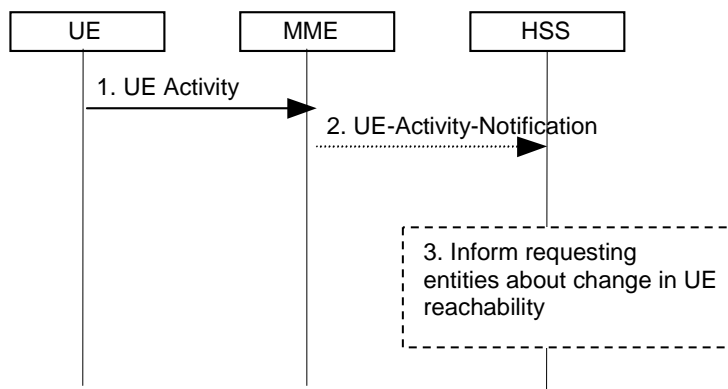 UE
MME
HSS
1. UE Activity
2. UE-Activity-Notification
3. Inform requesting
entities about change in UE
reachability